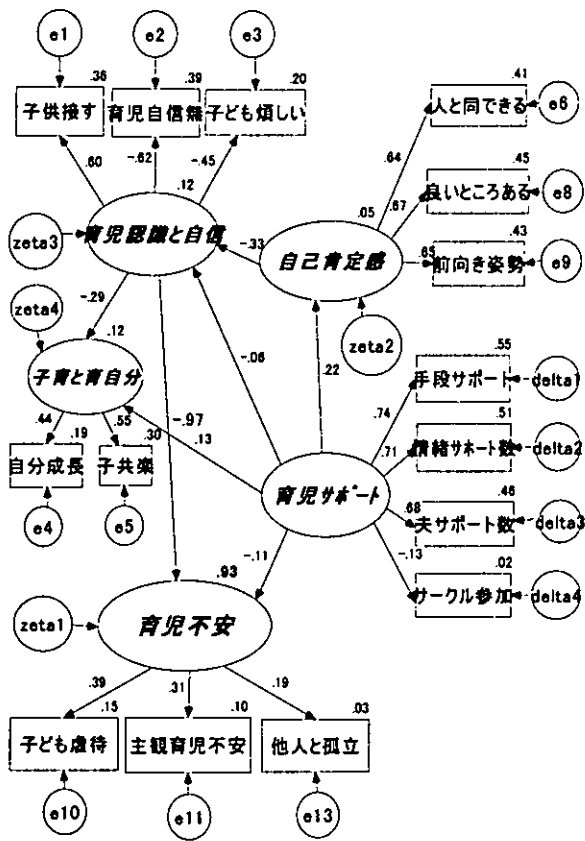 e1
e2
e3
.36
.39
.20
.41
子供接す
育児自信無
子ども煩しい
人と同できる
e6
.60
-.62
-.45
.64
.12
.45
良いところある
e8
.05
.67
zeta3
育児認識と自信
-.33
自己肯定感
.43
.65
前向き姿勢
e9
zeta4
-.29
.12
zeta2
-.06
.22
子育と育自分
.55
手段サポート
delta1
.74
-.97
.44
.19
.55
.30
.13
.51
情緒サポート数
delta2
.71
自分成長
子共楽
育児サポート
.46
.68
夫サポート数
delta3
e4
e5
-.11
-.13
.02
サークル参加
delta4
.93
zeta1
育児不安
.39
.31
.19
.15
.10
.03
子ども虐待
主観育児不安
他人と孤立
e10
e11
e13